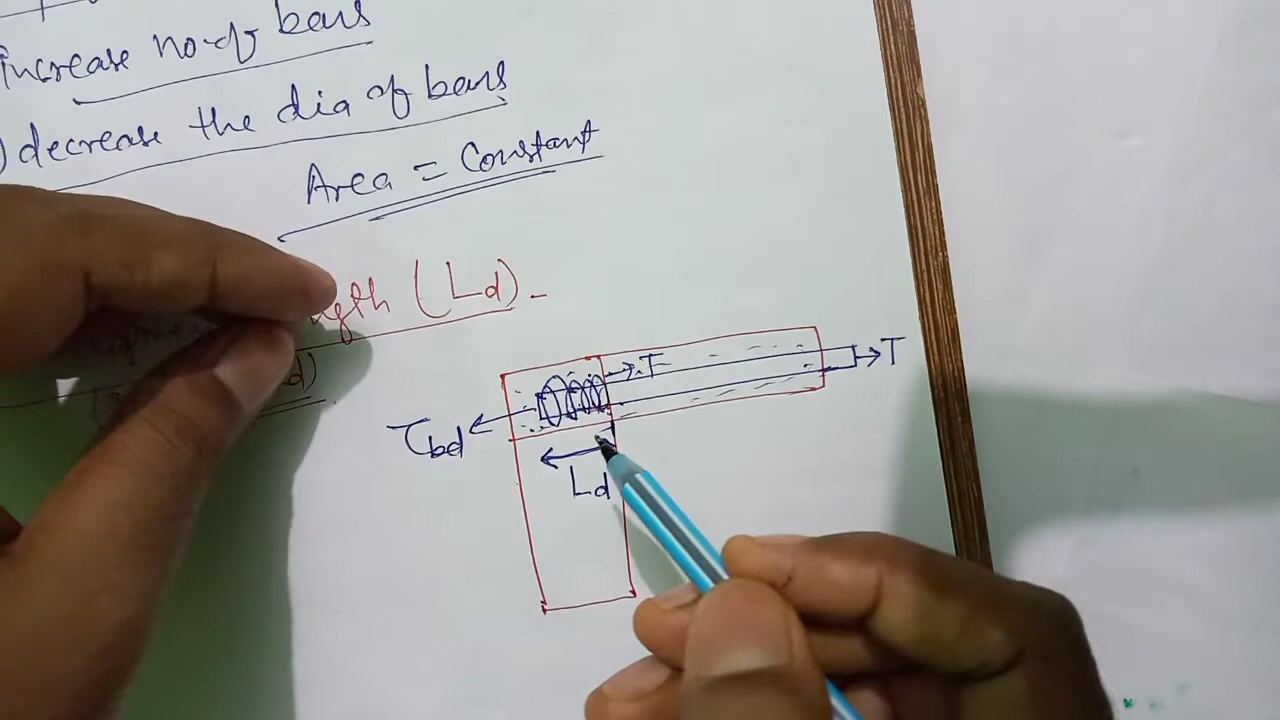 increase no. of bars
) decrease the dia of bars
Area = Constant
(Ld) -
T
T
τbd
Ld